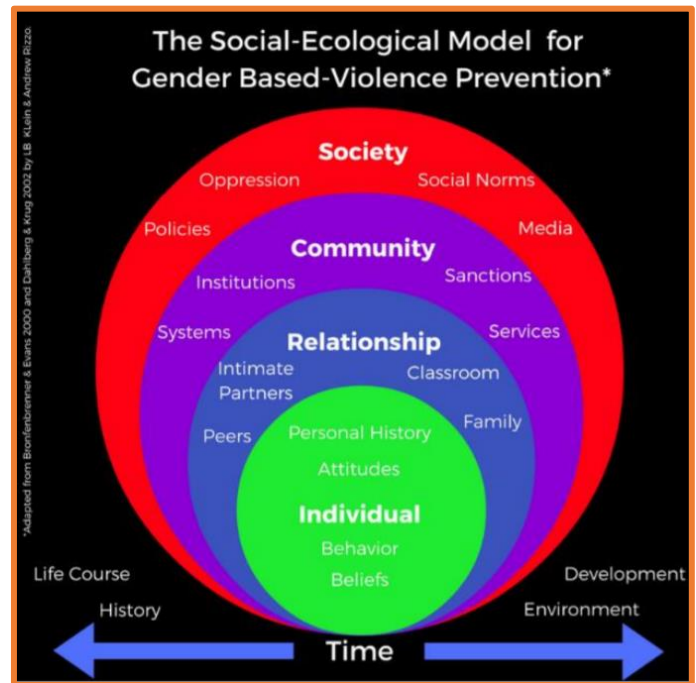 The Social-Ecological Model for
Gender Based-Violence Prevention*
Society
Oppression
Social Norms
Policies
Media
Community
Institutions
Sanctions
Systems
Services
Relationship
Intimate
Partners
Classroom
Peers
Family
Personal History
Attitudes
Individual
Behavior
Beliefs
Life Course
History
Development
Environment
Time
*Adapted from Bronfenbrenner & Evans 2000 and Dahlberg & Krug 2002 by LB KLein & Andrew Rizzo.